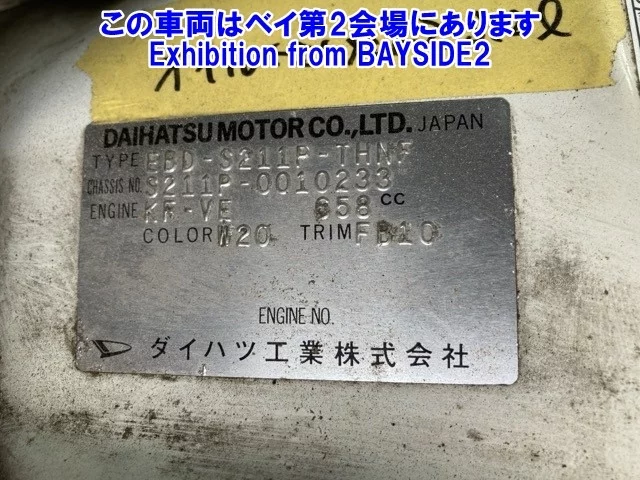 この車両はベイ第2会場にあります
Exhibition from BAYSIDE2
DAIHATSU MOTOR CO.,LTD. JAPAN
TYPE EBD-S211P-THNF
CHASSIS NO. S211P-0010233
ENGINE KF-VE 658 CC
COLOR W20 TRIM FB10
ENGINE NO.
ダイハツ工業株式会社